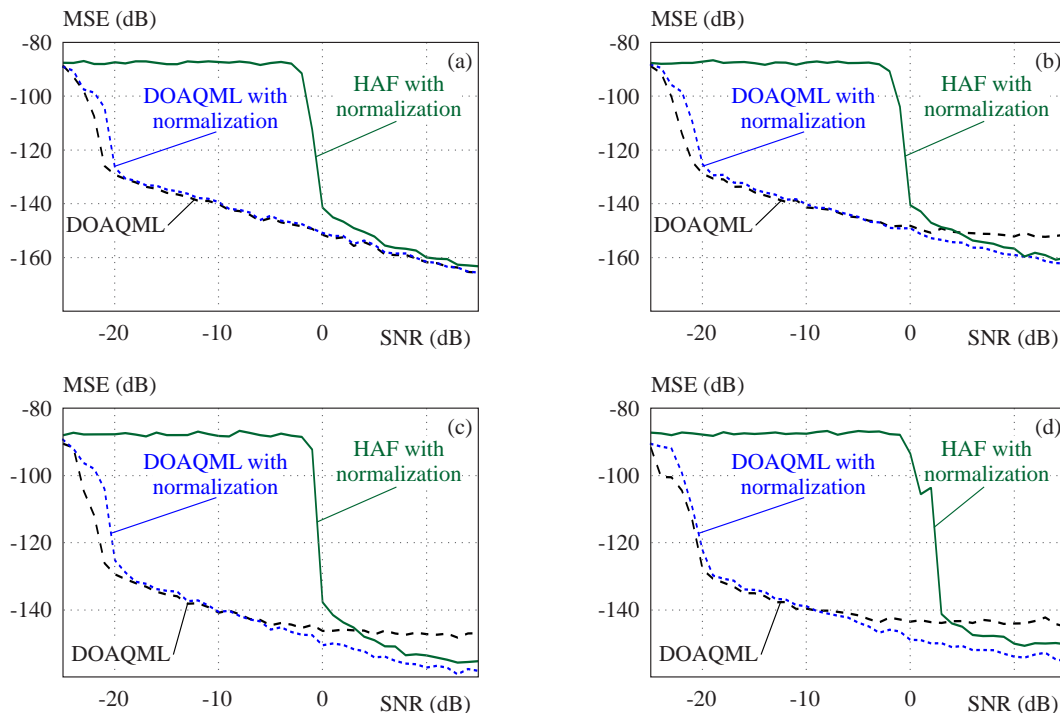 MSE (dB)
-80
-100
-120
-140
-160
(a)
DOAQML with
normalization
HAF with
normalization
DOAQML
-20
-10
0
SNR (dB)
MSE (dB)
-80
-100
-120
-140
-160
(b)
DOAQML with
normalization
HAF with
normalization
DOAQML
-20
-10
0
SNR (dB)
MSE (dB)
-80
-100
-120
-140
(c)
DOAQML with
normalization
HAF with
normalization
DOAQML
-20
-10
0
SNR (dB)
MSE (dB)
-80
-100
-120
-140
(d)
DOAQML with
normalization
HAF with
normalization
DOAQML
-20
-10
0
SNR (dB)